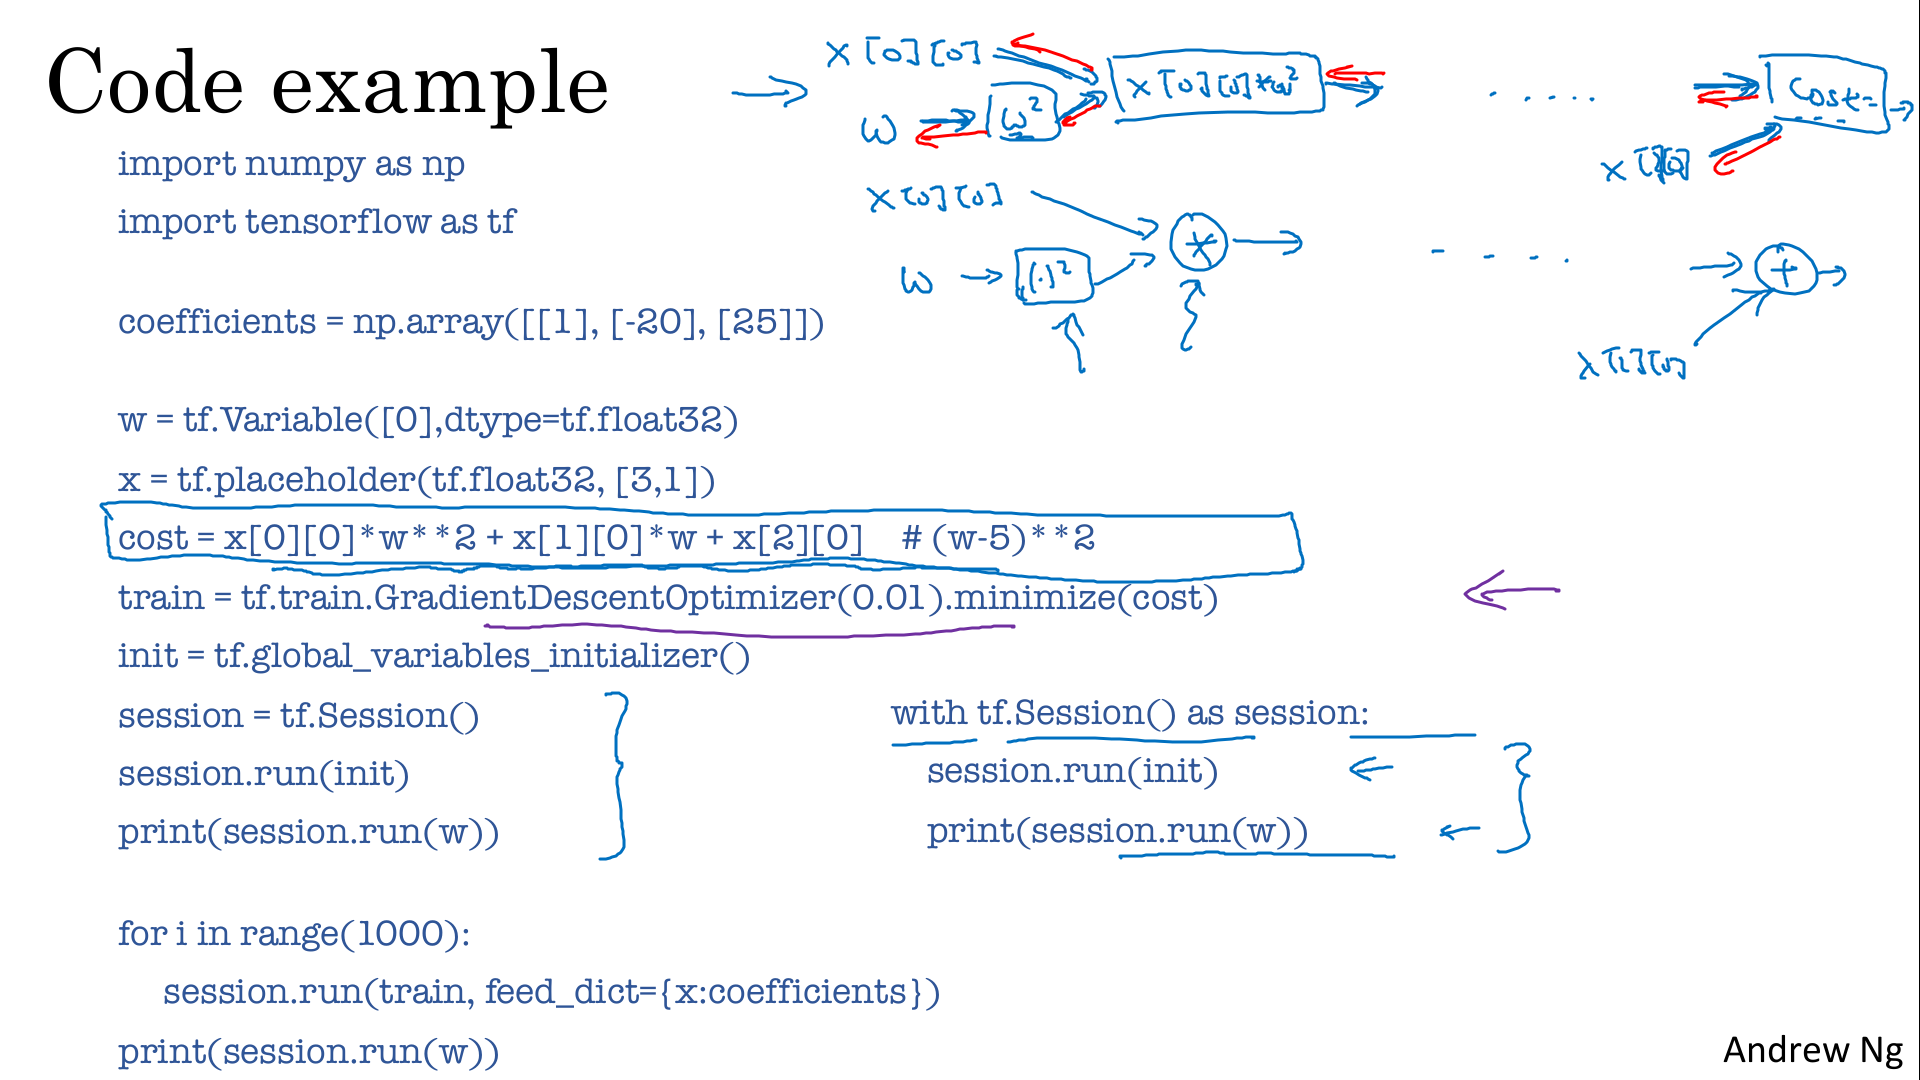 Code example
x[0][0]
x[0][0]*w²
Cost=
w
w²
x[1][0]
x[0][0]
*
w
(·)²
+
x[1][0]
import numpy as np
import tensorflow as tf
coefficients = np.array([[1], [-20], [25]])
w = tf.Variable([0],dtype=tf.float32)
x = tf.placeholder(tf.float32, [3,1])
cost = x[0][0]*w**2 + x[1][0]*w + x[2][0] # (w-5)**2
train = tf.train.GradientDescentOptimizer(0.01).minimize(cost)
init = tf.global_variables_initializer()
session = tf.Session()
session.run(init)
print(session.run(w))
with tf.Session() as session:
session.run(init)
print(session.run(w))
for i in range(1000):
session.run(train, feed_dict={x:coefficients})
print(session.run(w))
Andrew Ng